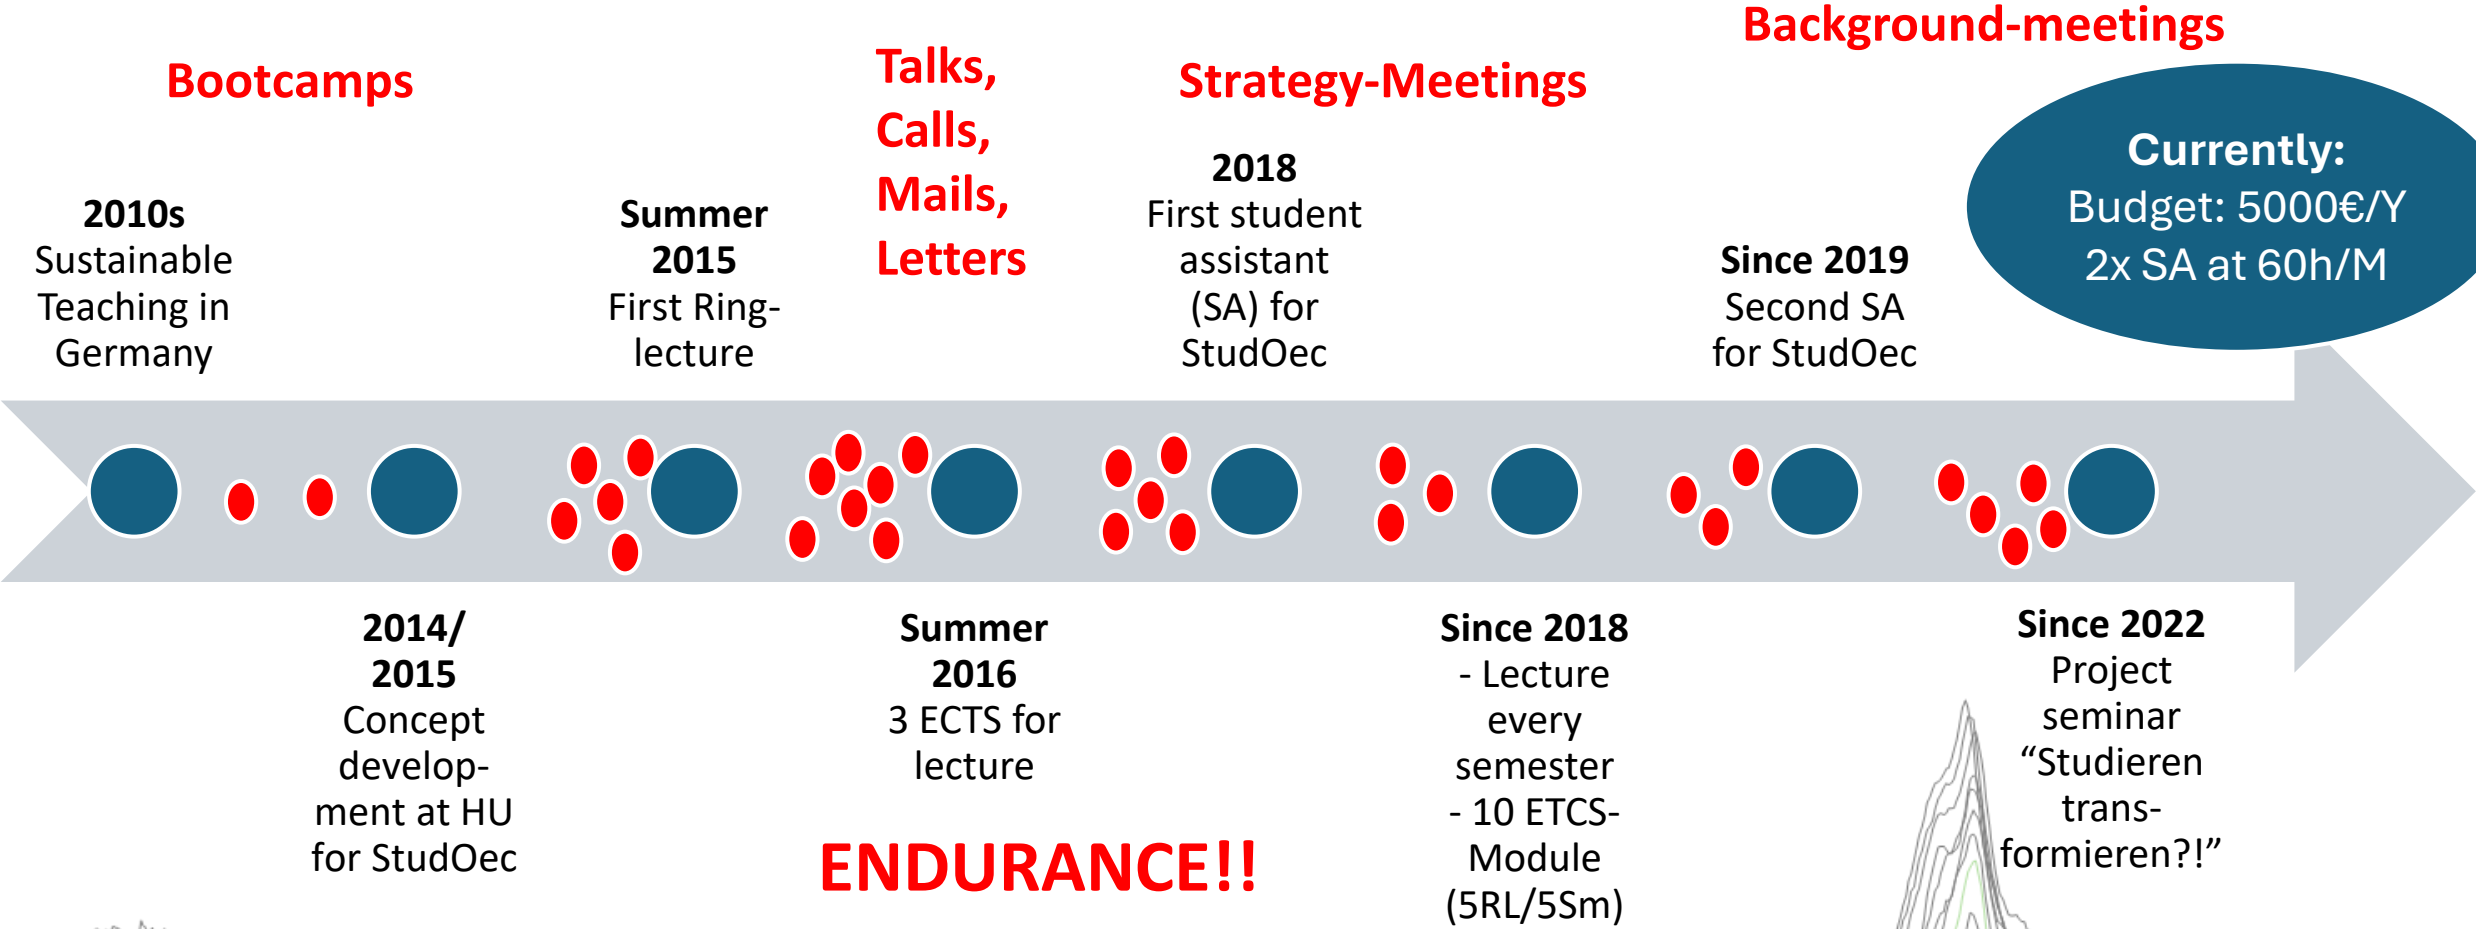 Background-meetings
Bootcamps
Talks,
Calls,
Mails,
Letters
Strategy-Meetings
Currently:
Budget: 5000€/Y
2x SA at 60h/M
2010s
Sustainable
Teaching in
Germany
Summer
2015
First Ring-
lecture
2018
First student
assistant
(SA) for
StudOec
Since 2019
Second SA
for StudOec
2014/
2015
Concept
develop-
ment at HU
for StudOec
Summer
2016
3 ECTS for
lecture
ENDURANCE!!
Since 2018
- Lecture
every
semester
- 10 ETCS-
Module
(5RL/5Sm)
Since 2022
Project
seminar
“Studieren
trans-
formieren?!”